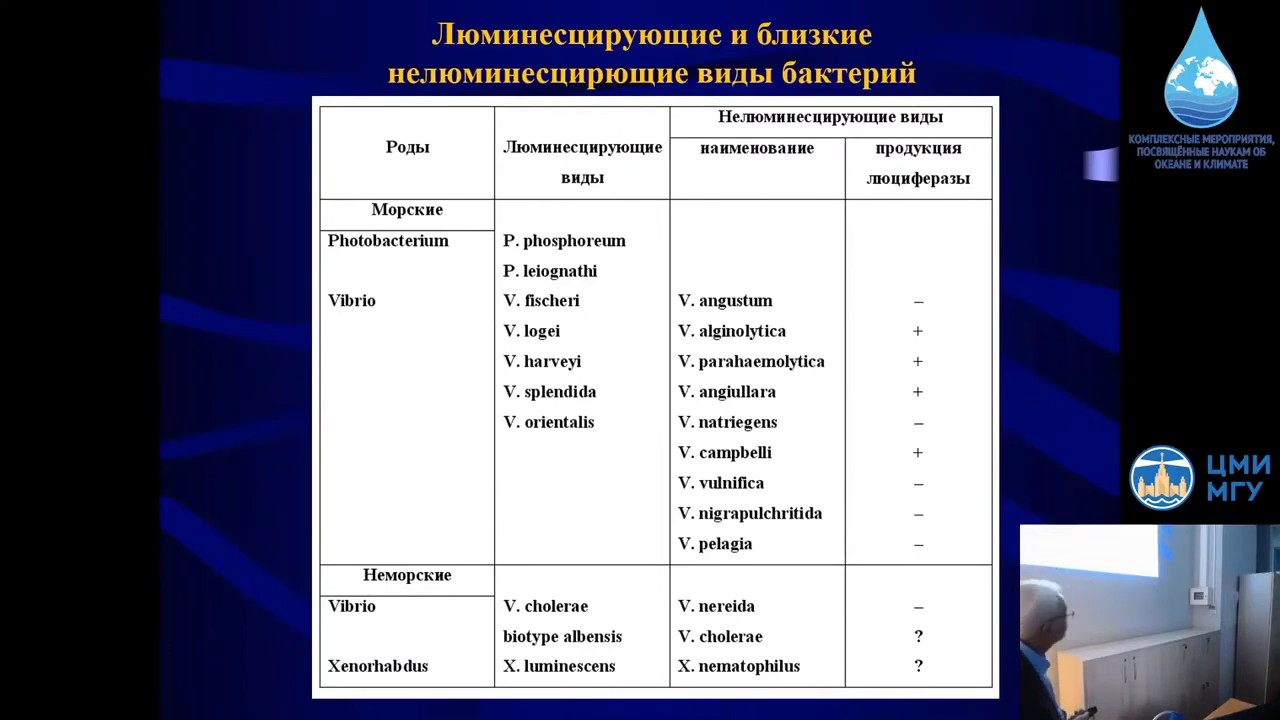 Люминесцирующие и близкие
нелюминесцирющие виды бактерий
КОМПЛЕКСНЫЕ МЕРОПРИЯТИЯ,
ПОСВЯЩЁННЫЕ НАУКАМ ОБ
ОКЕАНЕ И КЛИМАТЕ
Роды
Люминесцирующие
виды
Нелюминесцирующие виды
наименование
продукция
люциферазы
Морские
Photobacterium P. phosphoreum
P. leiognathi
Vibrio V. fischeri V. angustum –
V. logei V. alginolytica +
V. harveyi V. parahaemolytica +
V. splendida V. angiullara +
V. orientalis V. natriegens –
V. campbelli +
V. vulnifica –
V. nigrapulchritida –
V. pelagia –
Неморские
Vibrio V. cholerae V. nereida –
biotype albensis V. cholerae ?
Xenorhabdus X. luminescens X. nematophilus ?
ЦМИ
МГУ